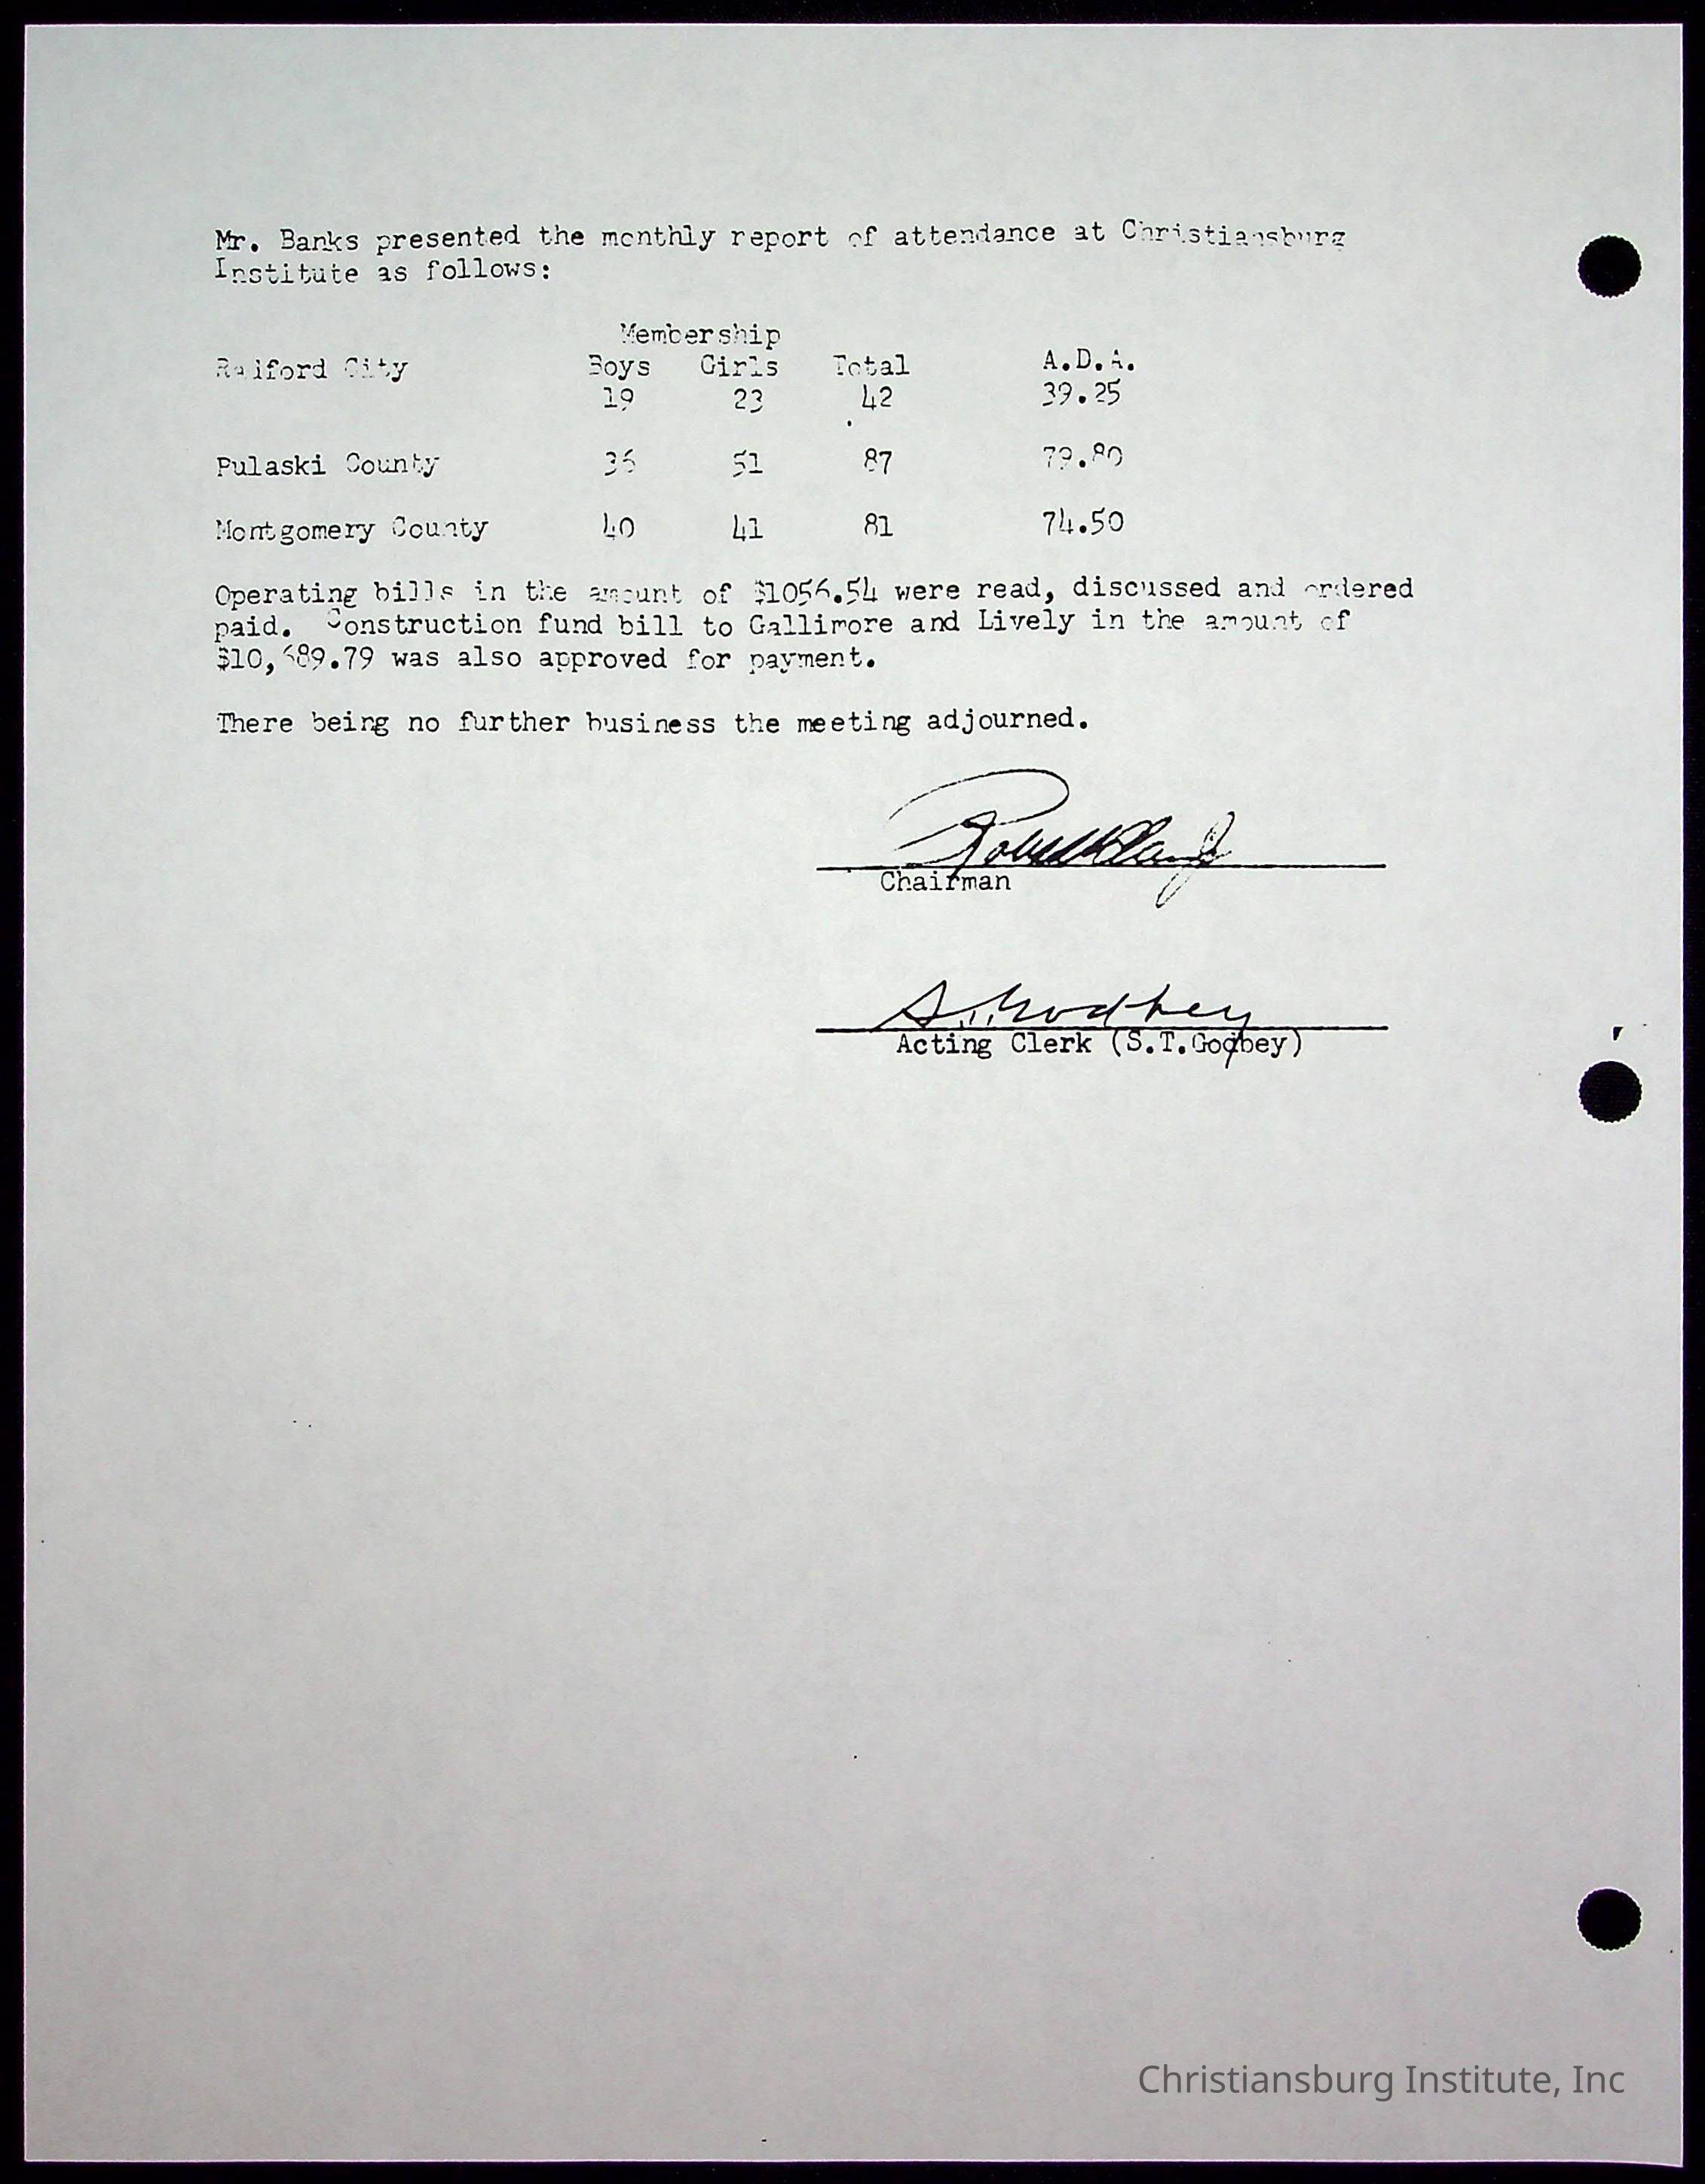 Mr. Banks presented the monthly report of attendance at Christiansburg
Institute as follows:
Membership
Radford City Boys Girls Total A.D.A.
19 23 42 39.25
Pulaski County 36 51 87 79.80
Montgomery County 40 41 81 74.50
Operating bills in the amount of $1056.54 were read, discussed and ordered
paid. Construction fund bill to Gallimore and Lively in the amount of
$10,689.79 was also approved for payment.
There being no further business the meeting adjourned.
Chairman
S.T. Godbey
Acting Clerk (S.T.Godbey)
Christiansburg Institute, Inc